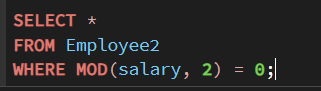 SELECT *
FROM Employee2
WHERE MOD(salary, 2) = 0;